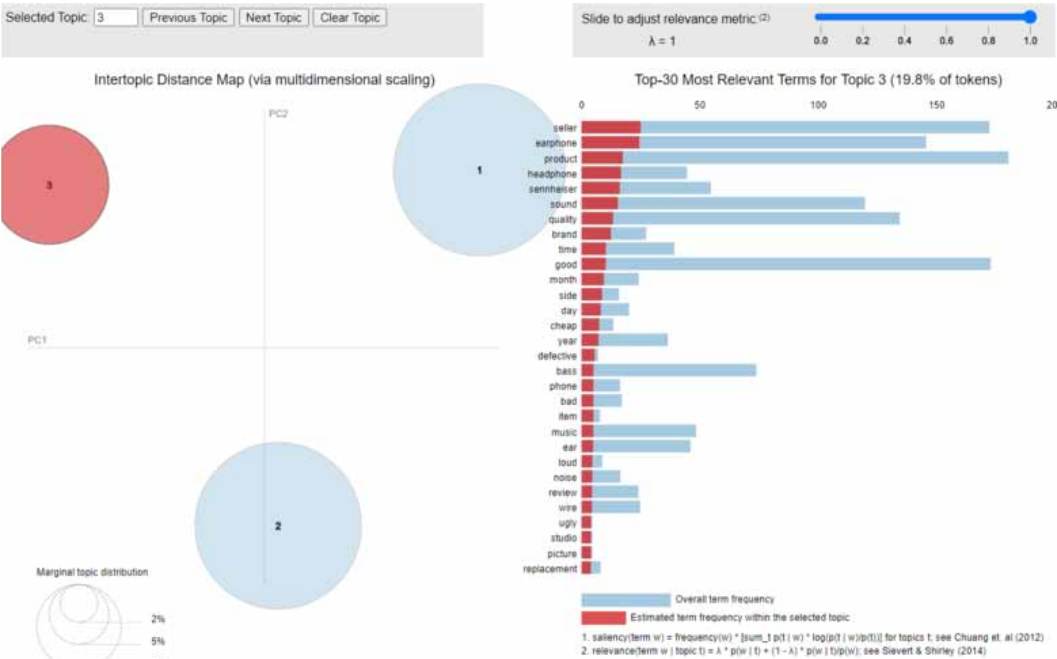 Selected Topic: 3 Previous Topic Next Topic Clear Topic
Slide to adjust relevance metric:(2)
λ = 1
0.0 0.2 0.4 0.6 0.8 1.0
Intertopic Distance Map (via multidimensional scaling)
Top-30 Most Relevant Terms for Topic 3 (19.8% of tokens)
PC2
PC1
3
1
2
Marginal topic distribution
2%
5%
0 50 100 150 20
seller
earphone
product
headphone
sennheiser
sound
quality
brand
time
good
month
side
day
cheap
year
defective
bass
phone
bad
item
music
ear
loud
noise
review
wire
ugly
studio
picture
replacement
Overall term frequency
Estimated term frequency within the selected topic
1. saliency(term w) = frequency(w) * [sum_t p(t | w) * log(p(t | w)/p(t))] for topics t; see Chuang et. al (2012)
2. relevance(term w | topic t) = λ * p(w | t) + (1 - λ) * p(w | t)/p(w); see Sievert & Shirley (2014)